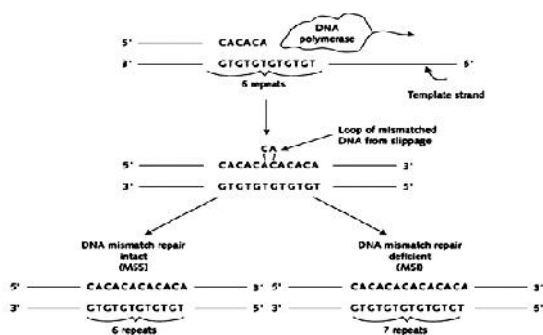 DNA
polymerase
5' CACACA
3' GTGTGTGTGTGT 5'
6 repeats
Template strand
CA
Loop of mismatched
DNA from slippage
5' CACACACACACA 3'
3' GTGTGTGTGTGT 5'
DNA mismatch repair
intact
(MSS)
DNA mismatch repair
deficient
(MSI)
5' CACACACACACA 3'
3' GTGTGTGTGTGT 5'
6 repeats
5' CACACACACACACA 3'
3' GTGTGTGTGTGTGT 5'
7 repeats